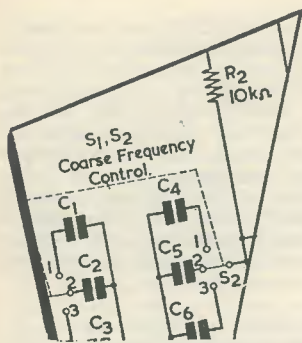 R2
10kΩ
S1, S2
Coarse Frequency
Control.
C1
C4
1
C2
2
3
C3
C5
1
2
S2
3
C6